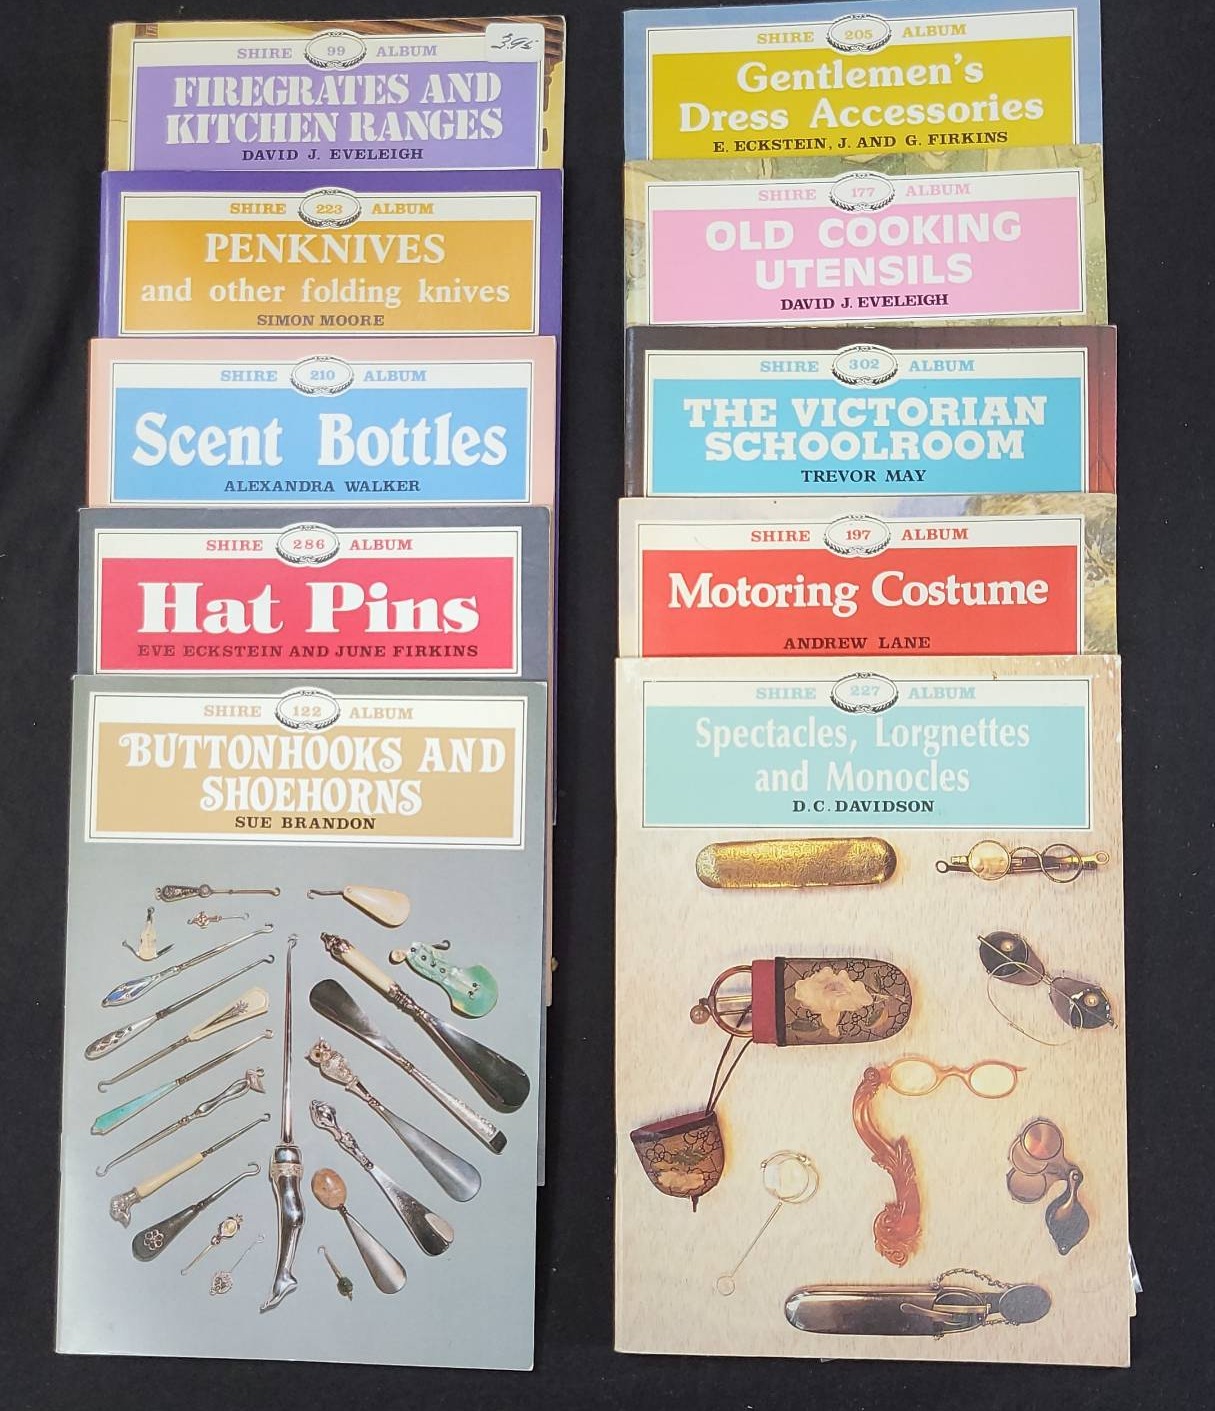 SHIRE 99 ALBUM
3.95
FIREGRATES AND
KITCHEN RANGES
DAVID J. EVELEIGH
SHIRE 223 ALBUM
PENKNIVES
and other folding knives
SIMON MOORE
SHIRE 210 ALBUM
Scent Bottles
ALEXANDRA WALKER
SHIRE 286 ALBUM
Hat Pins
EVE ECKSTEIN AND JUNE FIRKINS
SHIRE 122 ALBUM
BUTTONHOOKS AND
SHOEHORNS
SUE BRANDON
SHIRE 205 ALBUM
Gentlemen's
Dress Accessories
E. ECKSTEIN, J. AND G. FIRKINS
SHIRE 177 ALBUM
OLD COOKING
UTENSILS
DAVID J. EVELEIGH
SHIRE 302 ALBUM
THE VICTORIAN
SCHOOLROOM
TREVOR MAY
SHIRE 197 ALBUM
Motoring Costume
ANDREW LANE
SHIRE 227 ALBUM
Spectacles, Lorgnettes
and Monocles
D.C. DAVIDSON